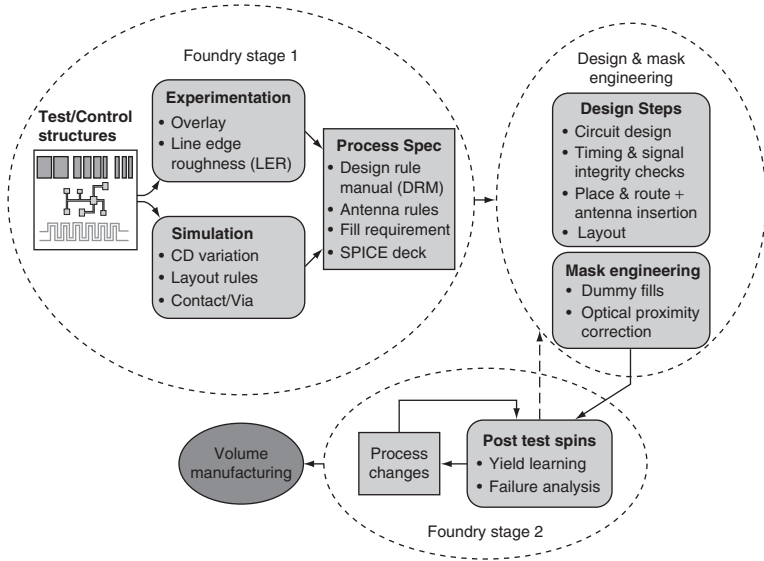 Foundry stage 1
Test/Control
structures
Experimentation
• Overlay
• Line edge
roughness (LER)
Simulation
• CD variation
• Layout rules
• Contact/Via
Process Spec
• Design rule
manual (DRM)
• Antenna rules
• Fill requirement
• SPICE deck
Design & mask
engineering
Design Steps
• Circuit design
• Timing & signal
integrity checks
• Place & route +
antenna insertion
• Layout
Mask engineering
• Dummy fills
• Optical proximity
correction
Volume
manufacturing
Process
changes
Post test spins
• Yield learning
• Failure analysis
Foundry stage 2